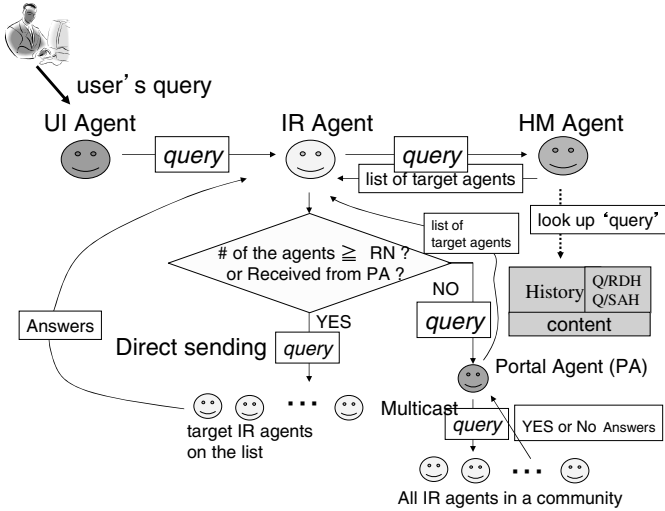 user's query
UI Agent
IR Agent
HM Agent
query
query
list of target agents
look up 'query'
list of
target agents
# of the agents ≧ RN ?
or Received from PA ?
History
Q/RDH
Q/SAH
content
NO
query
Answers
YES
Direct sending
query
Portal Agent (PA)
target IR agents
on the list
Multicast
query
YES or No Answers
All IR agents in a community